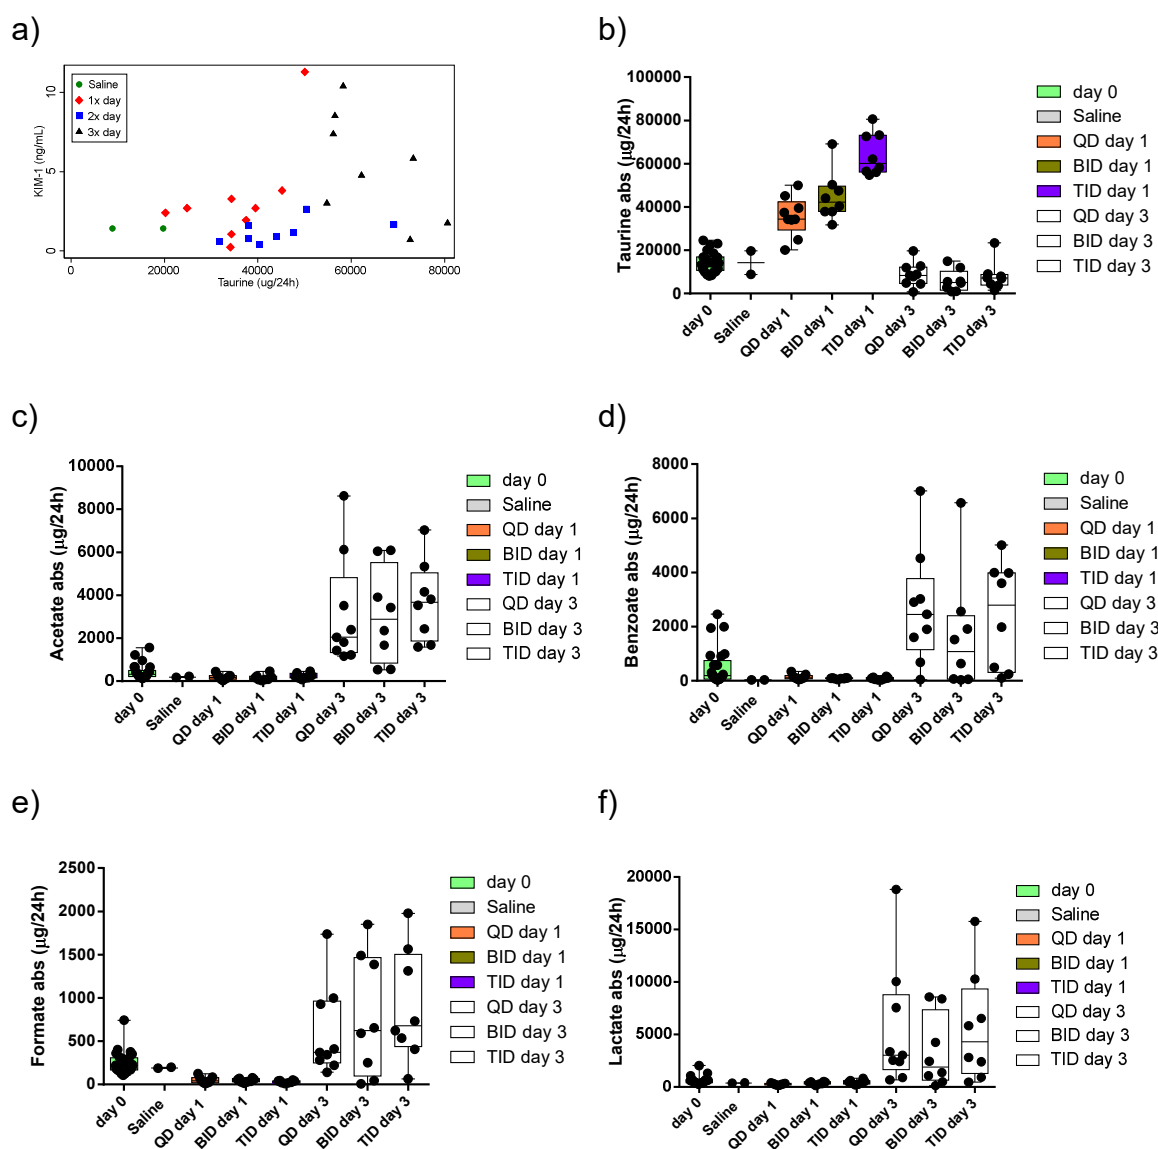 a)
10
5
0
KIM-1 (ng/mL)
Saline
1x day
2x day
3x day
0 20000 40000 60000 80000
Taurine (ug/24h)
b)
100000
80000
60000
40000
20000
0
Taurine abs (μg/24h)
day 0
Saline
QD day 1
BID day 1
TID day 1
QD day 3
BID day 3
TID day 3
day 0
Saline
QD day 1
BID day 1
TID day 1
QD day 3
BID day 3
TID day 3
c)
10000
8000
6000
4000
2000
0
Acetate abs (μg/24h)
day 0
Saline
QD day 1
BID day 1
TID day 1
QD day 3
BID day 3
TID day 3
day 0
Saline
QD day 1
BID day 1
TID day 1
QD day 3
BID day 3
TID day 3
d)
8000
6000
4000
2000
0
Benzoate abs (μg/24h)
day 0
Saline
QD day 1
BID day 1
TID day 1
QD day 3
BID day 3
TID day 3
day 0
Saline
QD day 1
BID day 1
TID day 1
QD day 3
BID day 3
TID day 3
e)
2500
2000
1500
1000
500
0
Formate abs (μg/24h)
day 0
Saline
QD day 1
BID day 1
TID day 1
QD day 3
BID day 3
TID day 3
day 0
Saline
QD day 1
BID day 1
TID day 1
QD day 3
BID day 3
TID day 3
f)
20000
15000
10000
5000
0
Lactate abs (μg/24h)
day 0
Saline
QD day 1
BID day 1
TID day 1
QD day 3
BID day 3
TID day 3
day 0
Saline
QD day 1
BID day 1
TID day 1
QD day 3
BID day 3
TID day 3